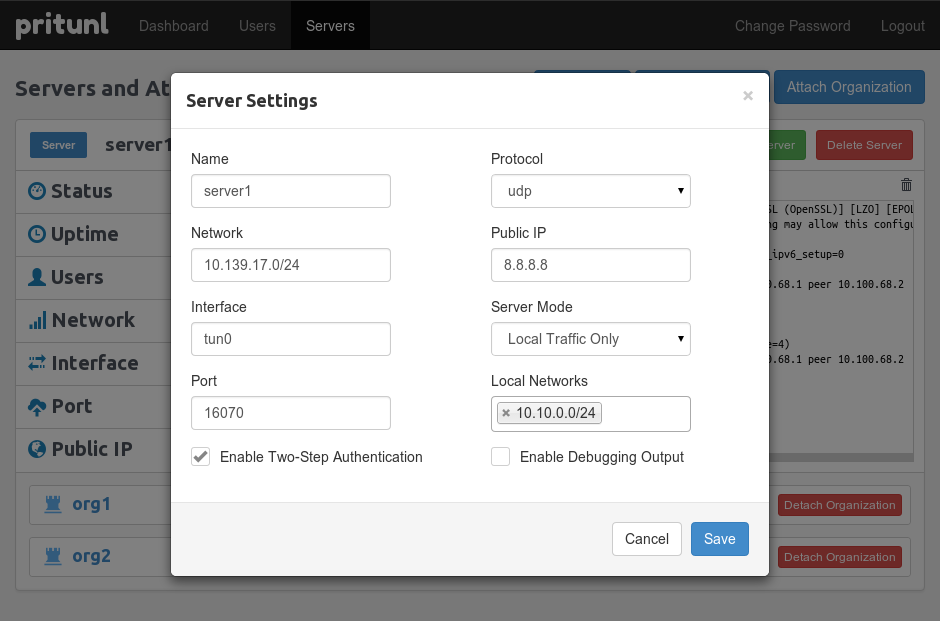 pritunl Dashboard Users Servers Change Password Logout
Servers and At
Attach Organization
Server Settings ×
Server server1
erver Delete Server
Name
server1
Protocol
udp
Status
Uptime
Users
Network
Interface
Port
Public IP
Network
10.139.17.0/24
Public IP
8.8.8.8
Interface
tun0
Server Mode
Local Traffic Only
Port
16070
Local Networks
× 10.10.0.0/24
Enable Two-Step Authentication
Enable Debugging Output
SL (OpenSSL)] [LZO] [EPOL
ng may allow this configu
_ipv6_setup=0
0.68.1 peer 10.100.68.2
e=4)
0.68.1 peer 10.100.68.2
org1 Detach Organization
org2 Detach Organization
Cancel Save